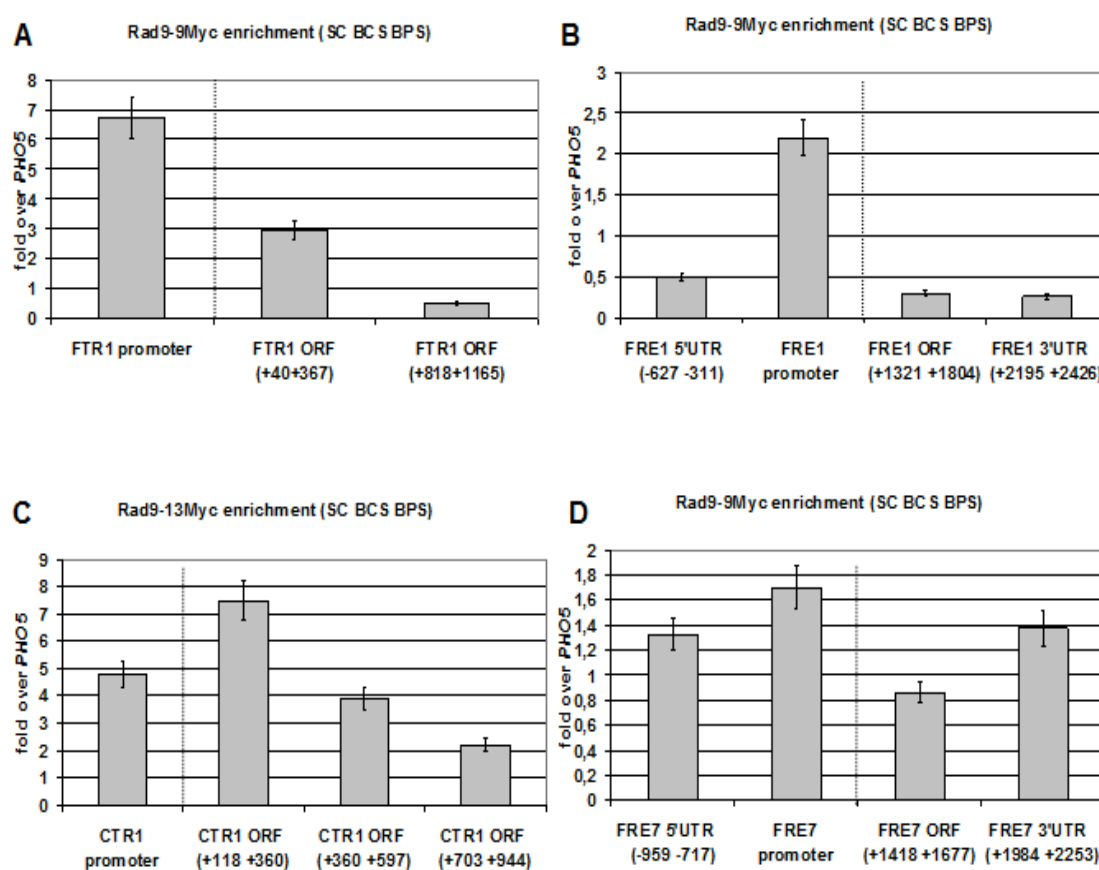 A
Rad9-9Myc enrichment (SC BCS BPS)
fold over PHO5
8
7
6
5
4
3
2
1
0
FTR1 promoter
FTR1 ORF
(+40+367)
FTR1 ORF
(+818+1165)
B
Rad9-9Myc enrichment (SC BCS BPS)
fold over PHO5
3
2,5
2
1,5
1
0,5
0
FRE1 5'UTR
(-627 -311)
FRE1
promoter
FRE1 ORF
(+1321 +1804)
FRE1 3'UTR
(+2195 +2426)
C
Rad9-13Myc enrichment (SC BCS BPS)
fold over PHO5
9
8
7
6
5
4
3
2
1
0
CTR1
promoter
CTR1 ORF
(+118 +360)
CTR1 ORF
(+360 +597)
CTR1 ORF
(+703 +944)
D
Rad9-9Myc enrichment (SC BCS BPS)
fold over PHO5
2
1,8
1,6
1,4
1,2
1
0,8
0,6
0,4
0,2
0
FRE7 5'UTR
(-959 -717)
FRE7
promoter
FRE7 ORF
(+1418 +1677)
FRE7 3'UTR
(+1984 +2253)